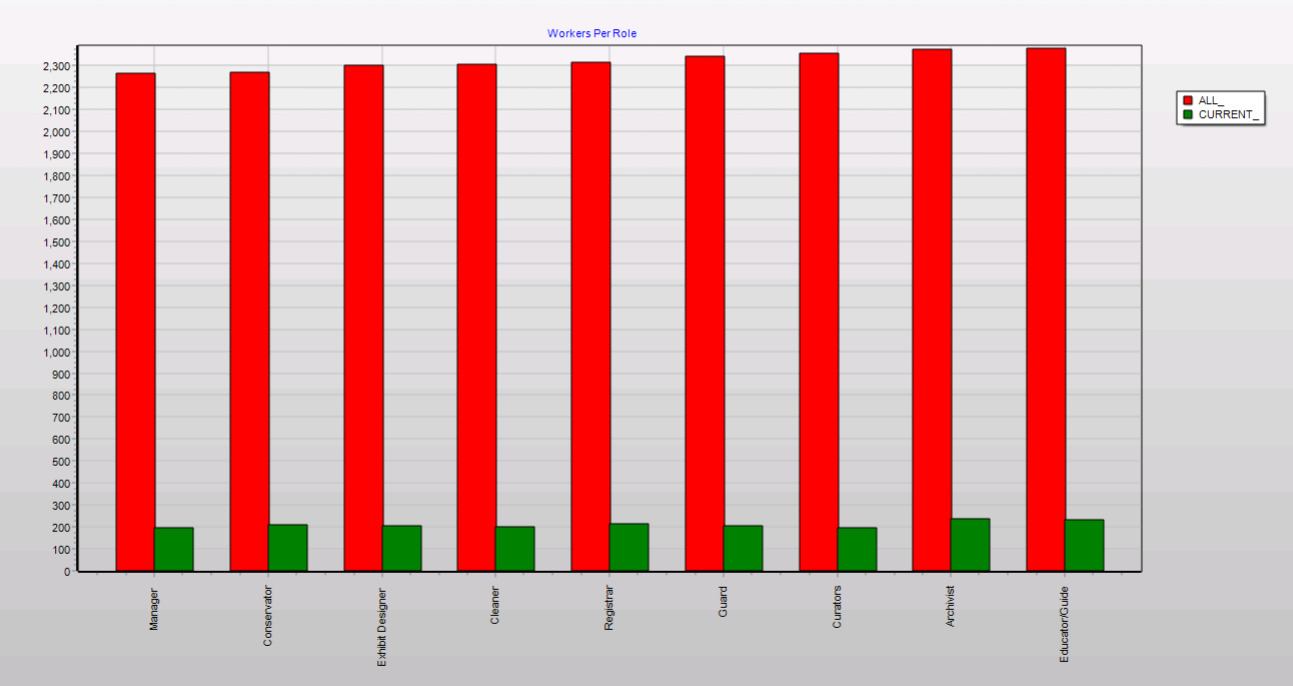 Workers Per Role
2,300
2,200
2,100
2,000
1,900
1,800
1,700
1,600
1,500
1,400
1,300
1,200
1,100
1,000
900
800
700
600
500
400
300
200
100
0
ALL_
CURRENT_
Manager
Conservator
Exhibit Designer
Cleaner
Registrar
Guard
Curators
Archivist
Educator/Guide